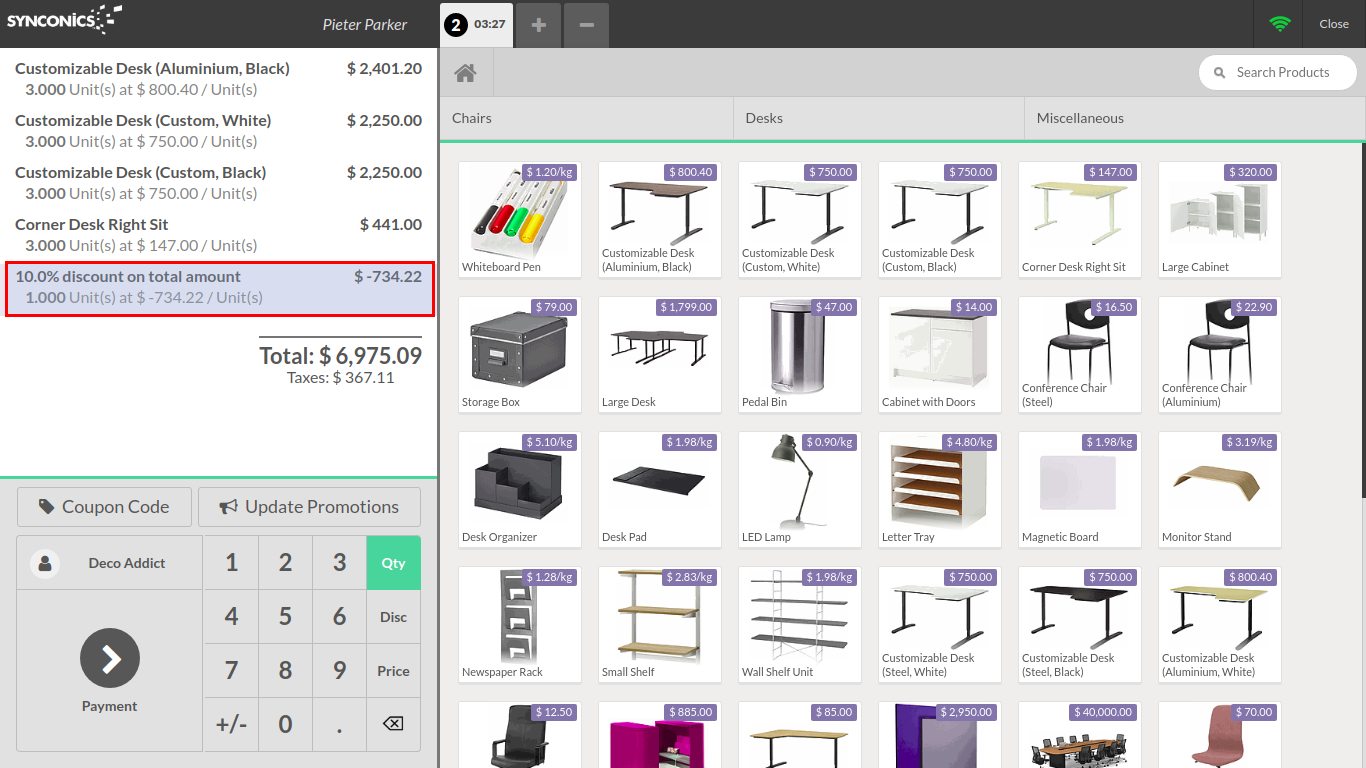 SYNCONICS
Pieter Parker
2 03:27
Close
Search Products
Chairs
Desks
Miscellaneous
Customizable Desk (Aluminium, Black) $ 2,401.20
3.000 Unit(s) at $ 800.40 / Unit(s)
Customizable Desk (Custom, White) $ 2,250.00
3.000 Unit(s) at $ 750.00 / Unit(s)
Customizable Desk (Custom, Black) $ 2,250.00
3.000 Unit(s) at $ 750.00 / Unit(s)
Corner Desk Right Sit $ 441.00
3.000 Unit(s) at $ 147.00 / Unit(s)
10.0% discount on total amount $ -734.22
1.000 Unit(s) at $ -734.22 / Unit(s)
Total: $ 6,975.09
Taxes: $ 367.11
Coupon Code
Update Promotions
Deco Addict
Payment
1 2 3 Qty
4 5 6 Disc
7 8 9 Price
+/- 0 .
$ 1.20/kg
Whiteboard Pen
$ 800.40
Customizable Desk
(Aluminium, Black)
$ 750.00
Customizable Desk
(Custom, White)
$ 750.00
Customizable Desk
(Custom, Black)
$ 147.00
Corner Desk Right Sit
$ 320.00
Large Cabinet
$ 79.00
Storage Box
$ 1,799.00
Large Desk
$ 47.00
Pedal Bin
$ 14.00
Cabinet with Doors
$ 16.50
Conference Chair
(Steel)
$ 22.90
Conference Chair
(Aluminium)
$ 5.10/kg
Desk Organizer
$ 1.98/kg
Desk Pad
$ 0.90/kg
LED Lamp
$ 4.80/kg
Letter Tray
$ 1.98/kg
Magnetic Board
$ 3.19/kg
Monitor Stand
$ 1.28/kg
Newspaper Rack
$ 2.83/kg
Small Shelf
$ 1.98/kg
Wall Shelf Unit
$ 750.00
Customizable Desk
(Steel, White)
$ 750.00
Customizable Desk
(Steel, Black)
$ 800.40
Customizable Desk
(Aluminium, White)
$ 12.50
$ 885.00
$ 85.00
$ 2,950.00
$ 40,000.00
$ 70.00